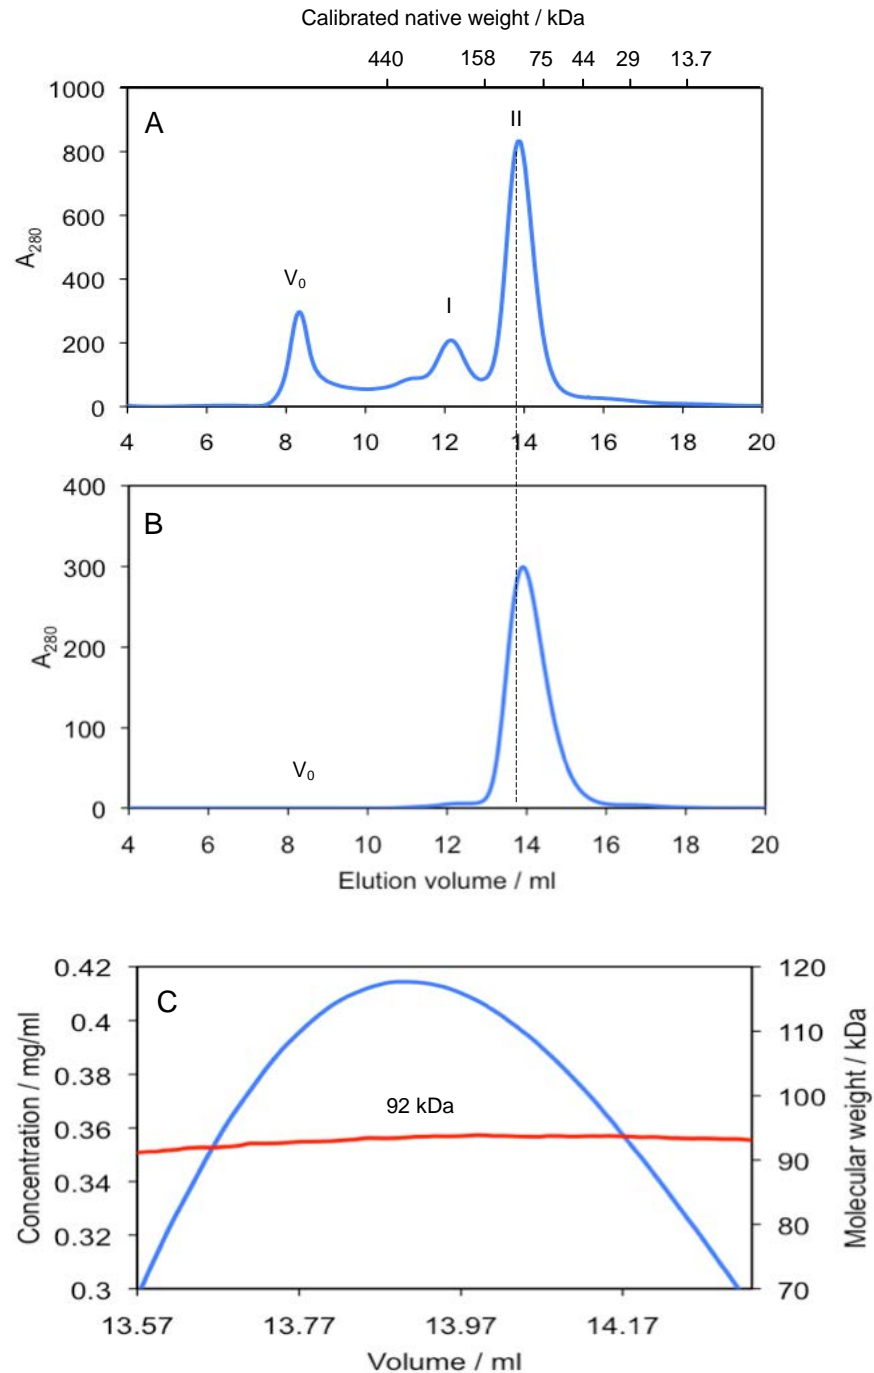 Calibrated native weight / kDa
440 158 75 44 29 13.7
1000
A
II
800
600
A280
400
V0
I
200
0
4 6 8 10 12 14 16 18 20
400
B
300
A280
200
100
V0
0
4 6 8 10 12 14 16 18 20
Elution volume / ml
0.42 120
C
0.4 110
0.38 100
92 kDa
0.36 90
0.34
0.32 80
0.3 70
Concentration / mg/ml
Molecular weight / kDa
13.57 13.77 13.97 14.17
Volume / ml